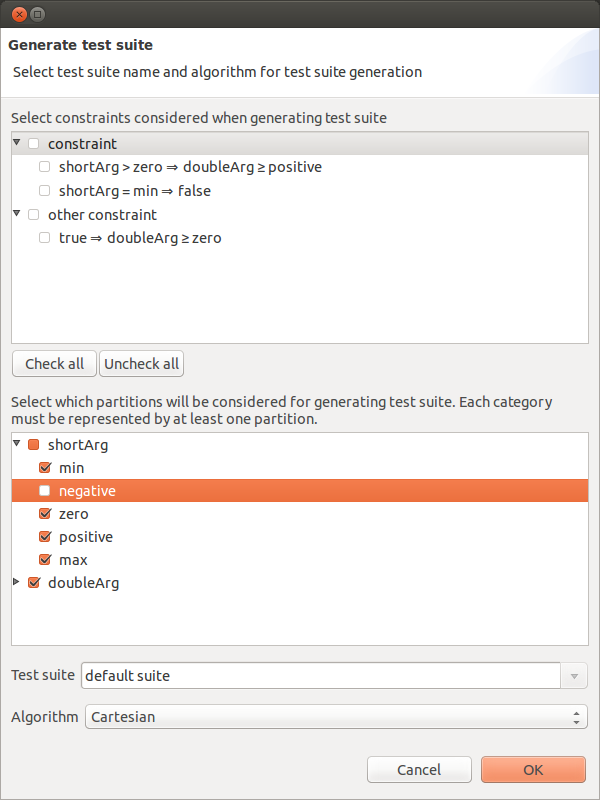 Generate test suite
Select test suite name and algorithm for test suite generation
Select constraints considered when generating test suite
constraint
shortArg > zero ⇒ doubleArg ≥ positive
shortArg = min ⇒ false
other constraint
true ⇒ doubleArg ≥ zero
Check all Uncheck all
Select which partitions will be considered for generating test suite. Each category
must be represented by at least one partition.
shortArg
min
negative
zero
positive
max
doubleArg
Test suite default suite
Algorithm Cartesian
Cancel OK